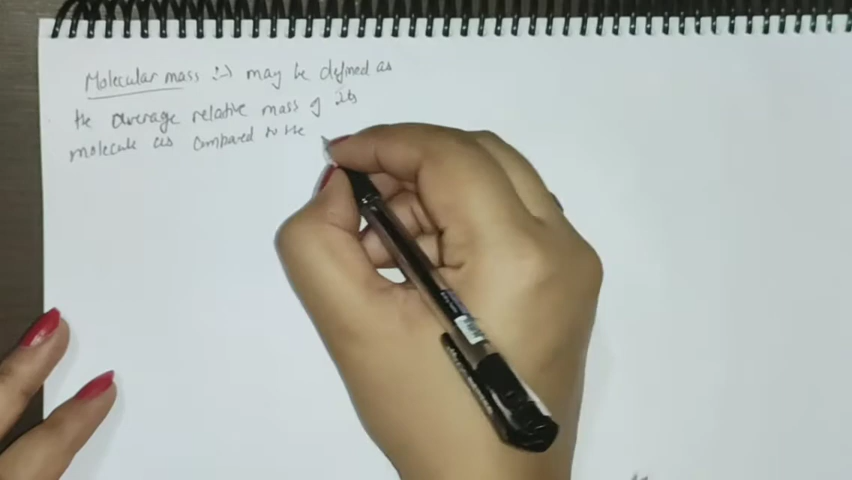 Molecular mass :-) may be defined as
the average relative mass of its
molecule as compared to the